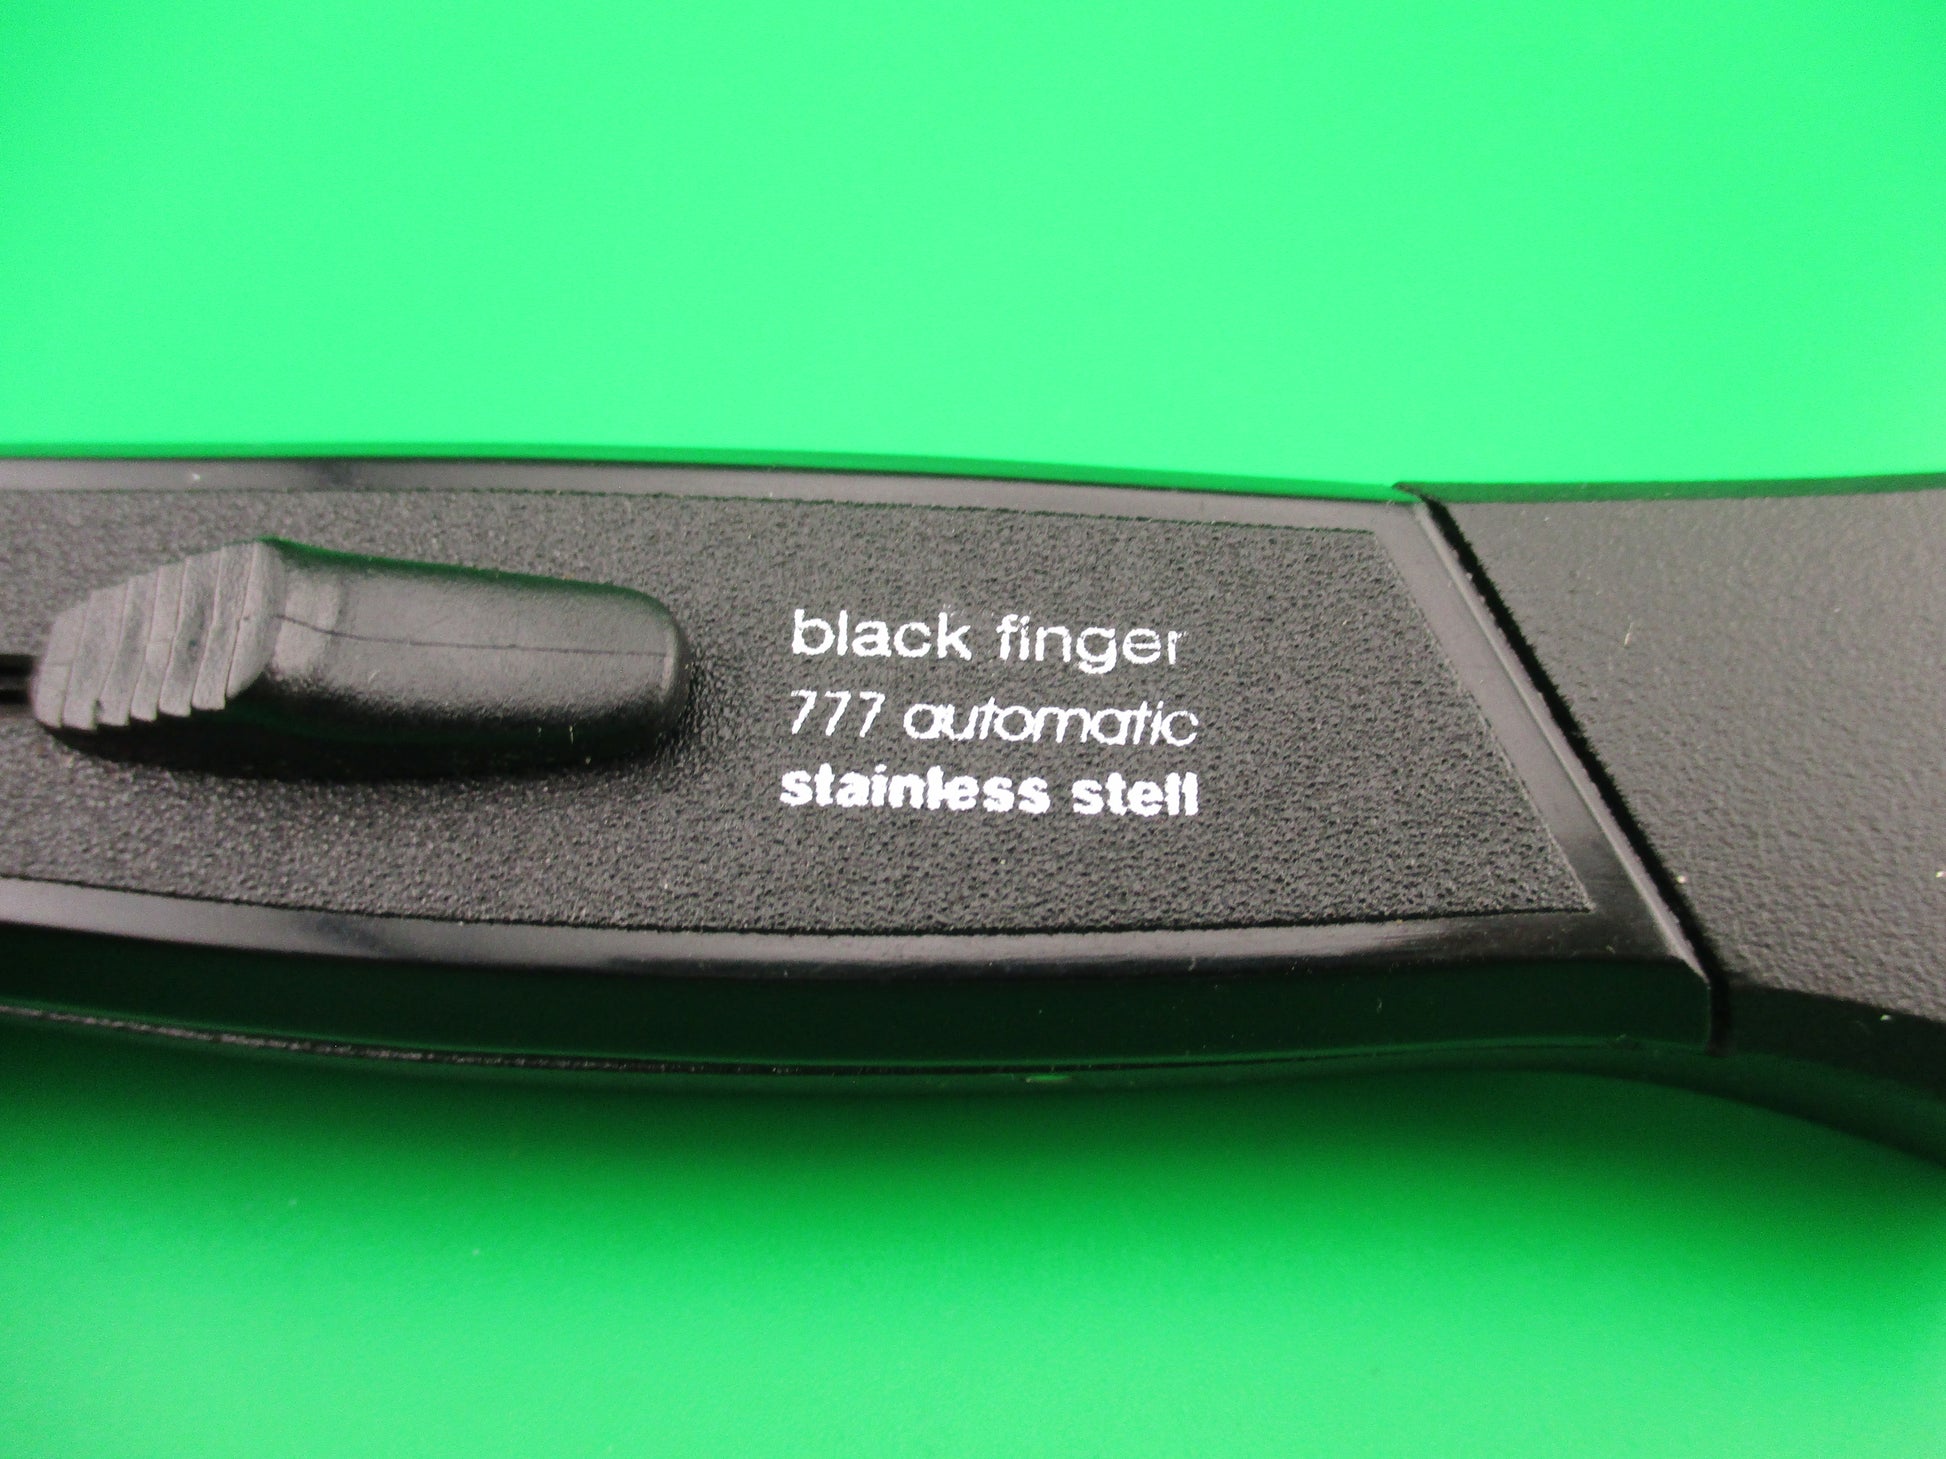 black finger
777 automatic
stainless stell